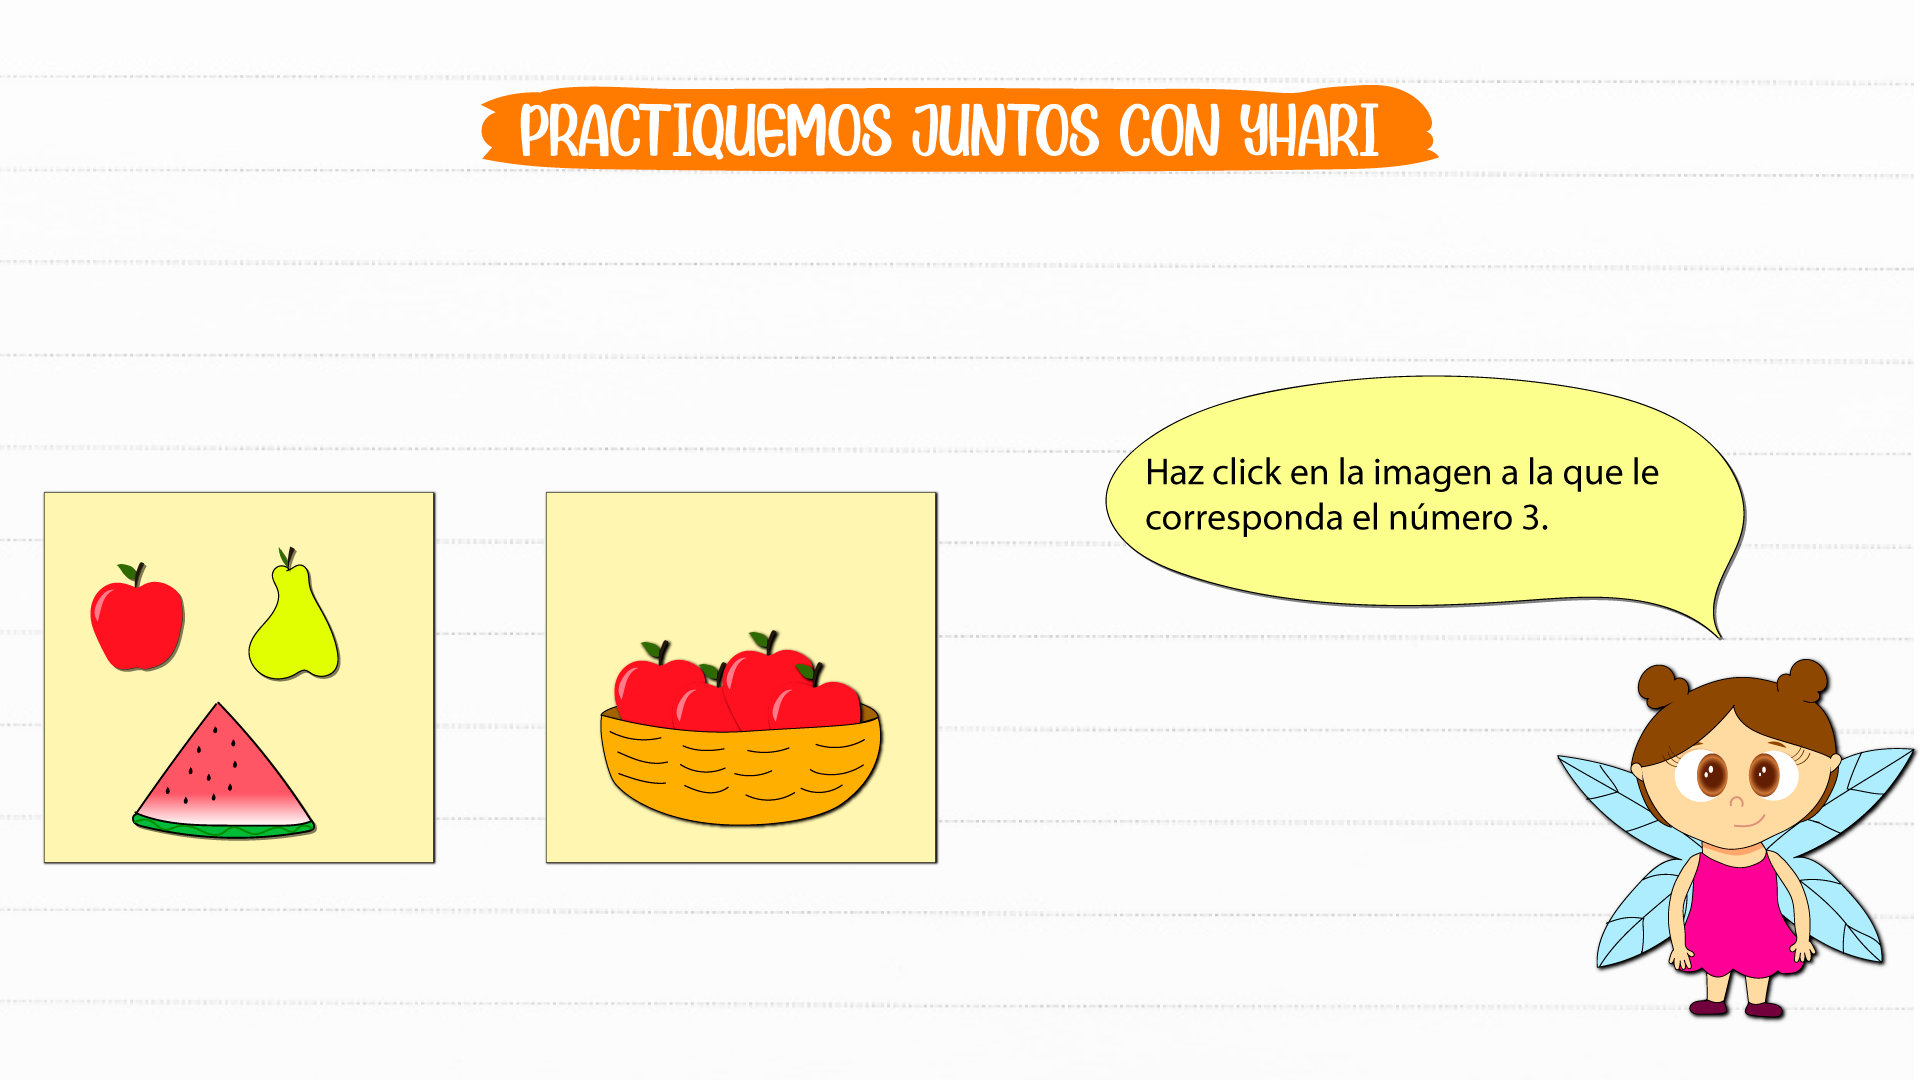 PRACTIQUEMOS JUNTOS CON YHARI
Haz click en la imagen a la que le
corresponda el número 3.